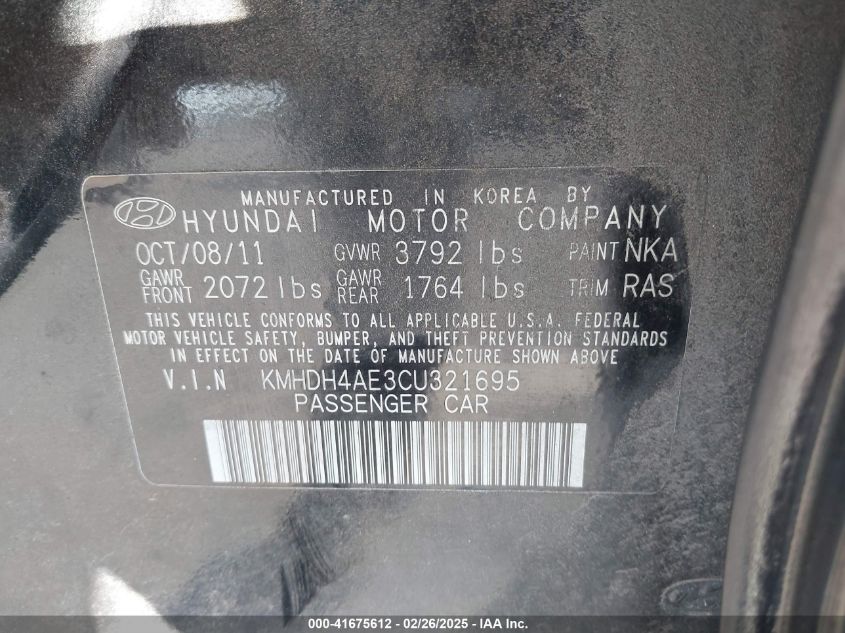 MANUFACTURED IN KOREA BY
HYUNDAI MOTOR COMPANY
OCT/08/11 GVWR 3792 lbs PAINT NKA
GAWR FRONT 2072 lbs GAWR REAR 1764 lbs TRIM RAS
THIS VEHICLE CONFORMS TO ALL APPLICABLE U.S.A. FEDERAL
MOTOR VEHICLE SAFETY, BUMPER, AND THEFT PREVENTION STANDARDS
IN EFFECT ON THE DATE OF MANUFACTURE SHOWN ABOVE
V.I.N KMHDH4AE3CU321695
PASSENGER CAR
000-41675612 - 02/26/2025 - IAA Inc.